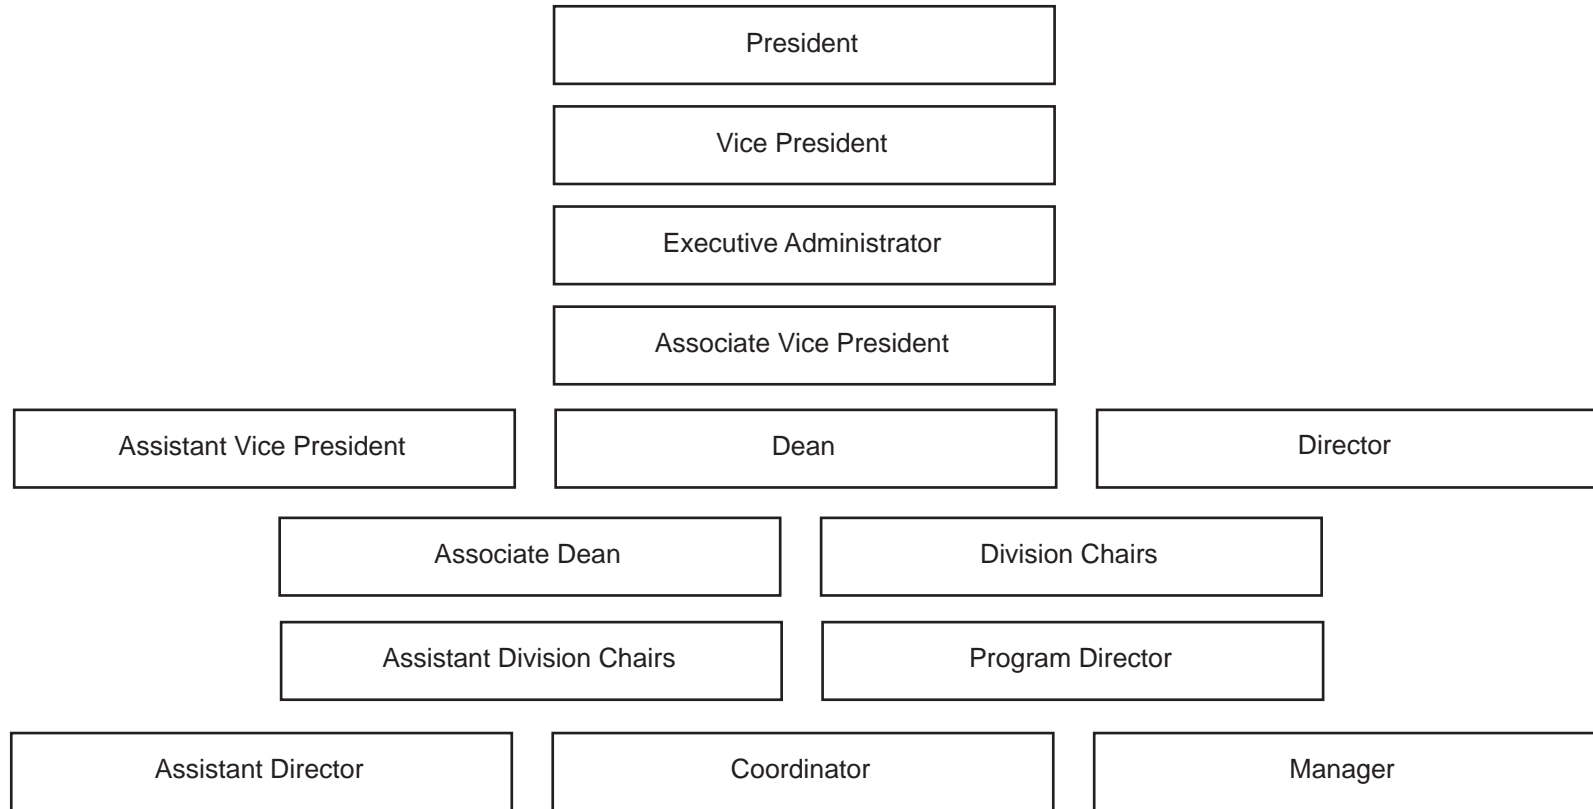 President
Vice President
Executive Administrator
Associate Vice President
Assistant Vice President
Dean
Director
Associate Dean
Division Chairs
Assistant Division Chairs
Program Director
Assistant Director
Coordinator
Manager